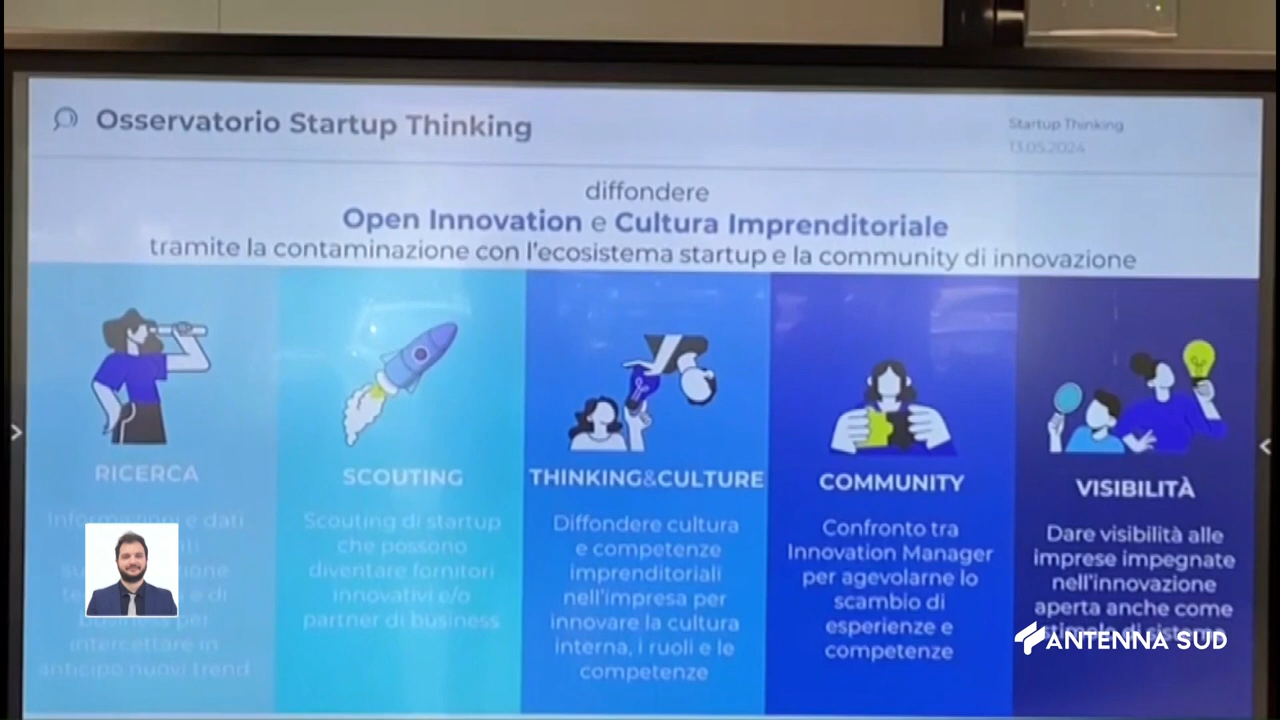 Osservatorio Startup Thinking
Startup Thinking
13.05.2024
diffondere
Open Innovation e Cultura Imprenditoriale
tramite la contaminazione con l'ecosistema startup e la community di innovazione
RICERCA
e dati
e di
per
intercettare in
anticipo nuovi trend
SCOUTING
Scouting di startup
che possono
diventare fornitori
innovativi e/o
partner di business
THINKING&CULTURE
Diffondere cultura
e competenze
imprenditoriali
nell'impresa per
innovare la cultura
interna, i ruoli e le
competenze
COMMUNITY
Confronto tra
Innovation Manager
per agevolarne lo
scambio di
esperienze e
competenze
VISIBILITÀ
Dare visibilità alle
imprese impegnate
nell'innovazione
aperta anche come
ANTENNA SUD